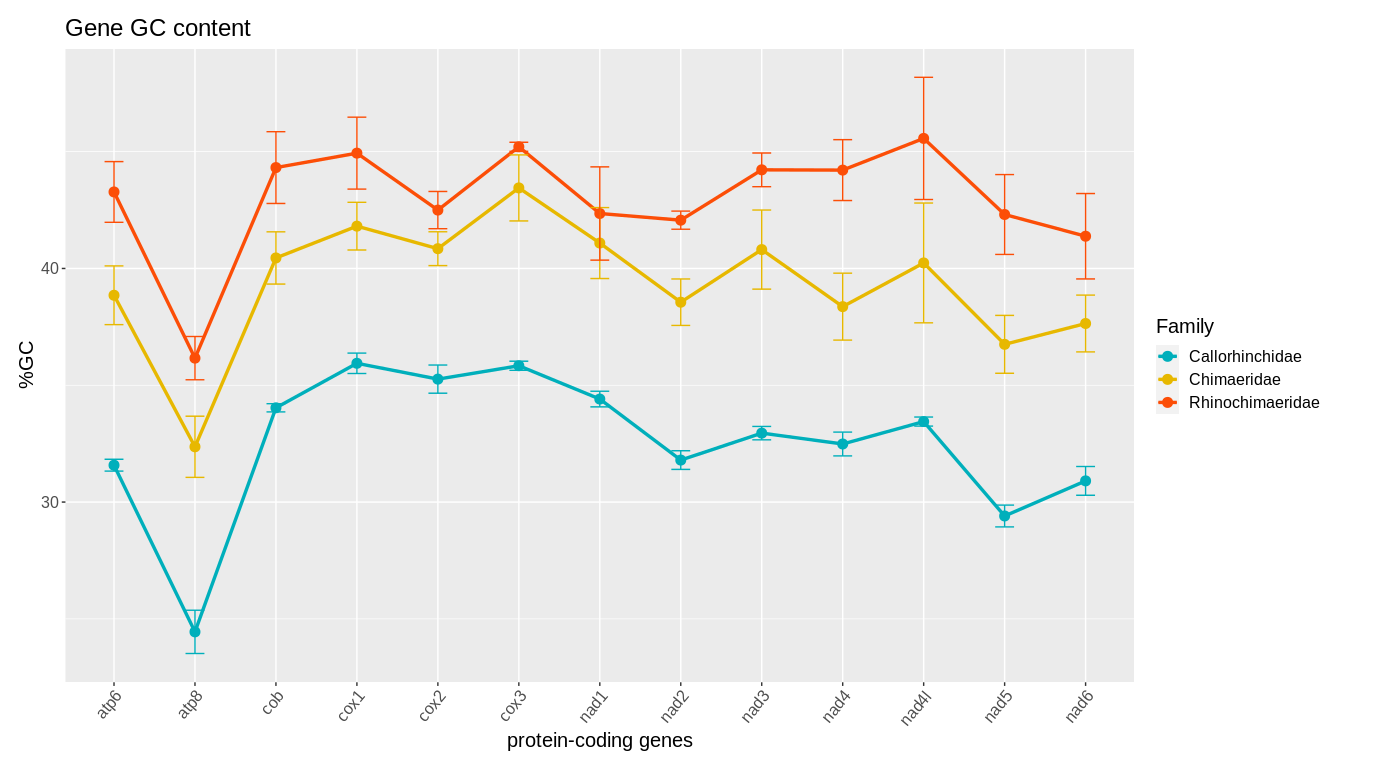 Gene GC content
%GC
40
30
atp6
atp8
cob
cox1
cox2
cox3
nad1
nad2
nad3
nad4
nad4l
nad5
nad6
protein-coding genes
Family
Callorhinchidae
Chimaeridae
Rhinochimaeridae